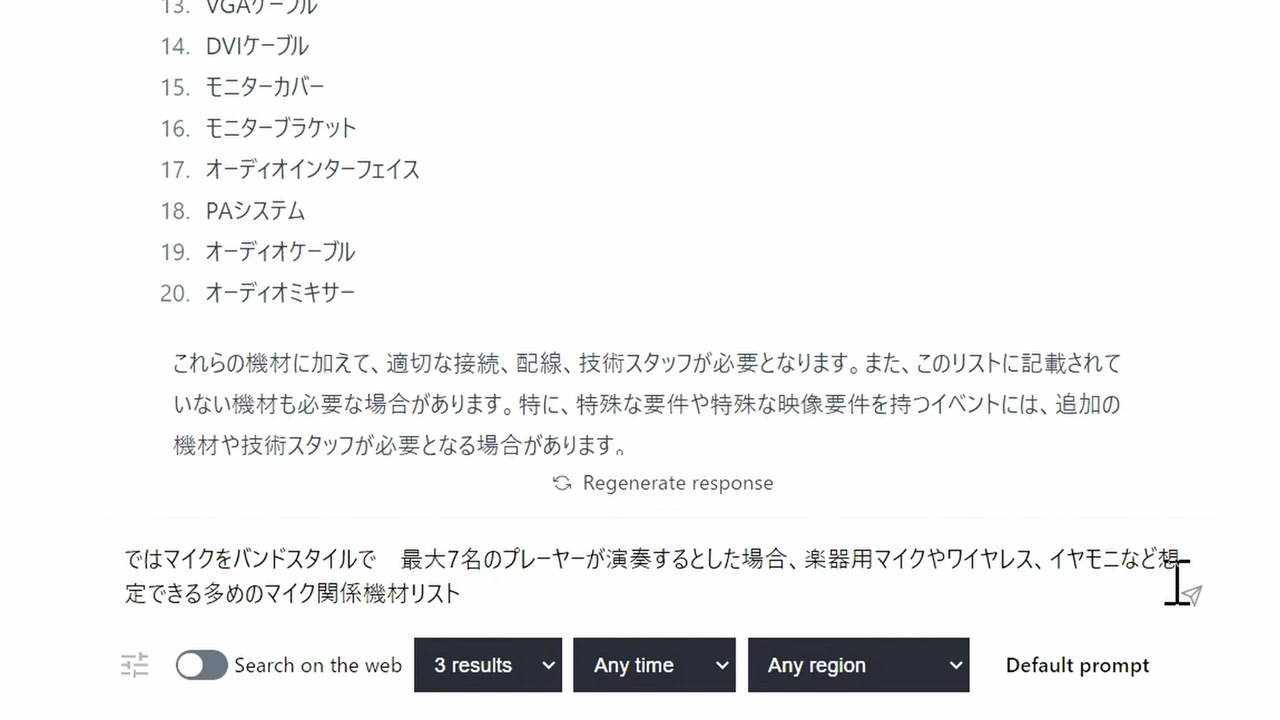 13. VGAケーブル
14. DVIケーブル
15. モニターカバー
16. モニターブラケット
17. オーディオインターフェイス
18. PAシステム
19. オーディオケーブル
20. オーディオミキサー
これらの機材に加えて、適切な接続、配線、技術スタッフが必要となります。また、このリストに記載されて
いない機材も必要な場合があります。特に、特殊な要件や特殊な映像要件を持つイベントには、追加の
機材や技術スタッフが必要となる場合があります。
Regenerate response
ではマイクをバンドスタイルで　最大7名のプレーヤーが演奏するとした場合、楽器用マイクやワイヤレス、イヤモニなど想
定できる多めのマイク関係機材リスト
Search on the web 3 results Any time Any region Default prompt